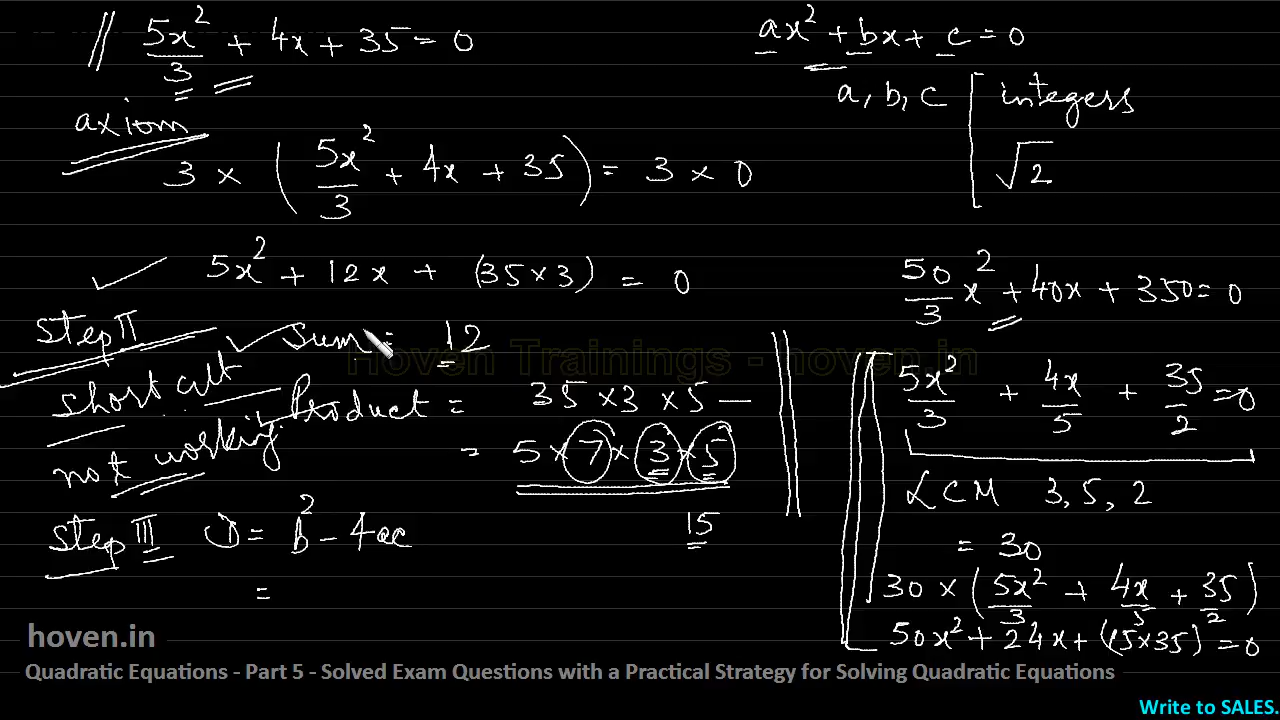 // 5x²/3 + 4x + 35 = 0
axiom
3 × (5x²/3 + 4x + 35) = 3 × 0
5x² + 12x + (35×3) = 0
Step II
Sum = 12
short cut
Product = 35 × 3 × 5
not working
= 5 × 7 × 3 × 5
15
Step III D = b² - 4ac
=
ax² + bx + c = 0
a, b, c integers
√2
50/3 x² + 40x + 350 = 0
5x²/3 + 4x/5 + 35/2 = 0
LCM 3, 5, 2
= 30
30 × (5x²/3 + 4x/5 + 35/2)
50x² + 24x + (15×35) = 0
Hoven Trainings - hoven.in
hoven.in
Quadratic Equations - Part 5 - Solved Exam Questions with a Practical Strategy for Solving Quadratic Equations
Write to SALES.